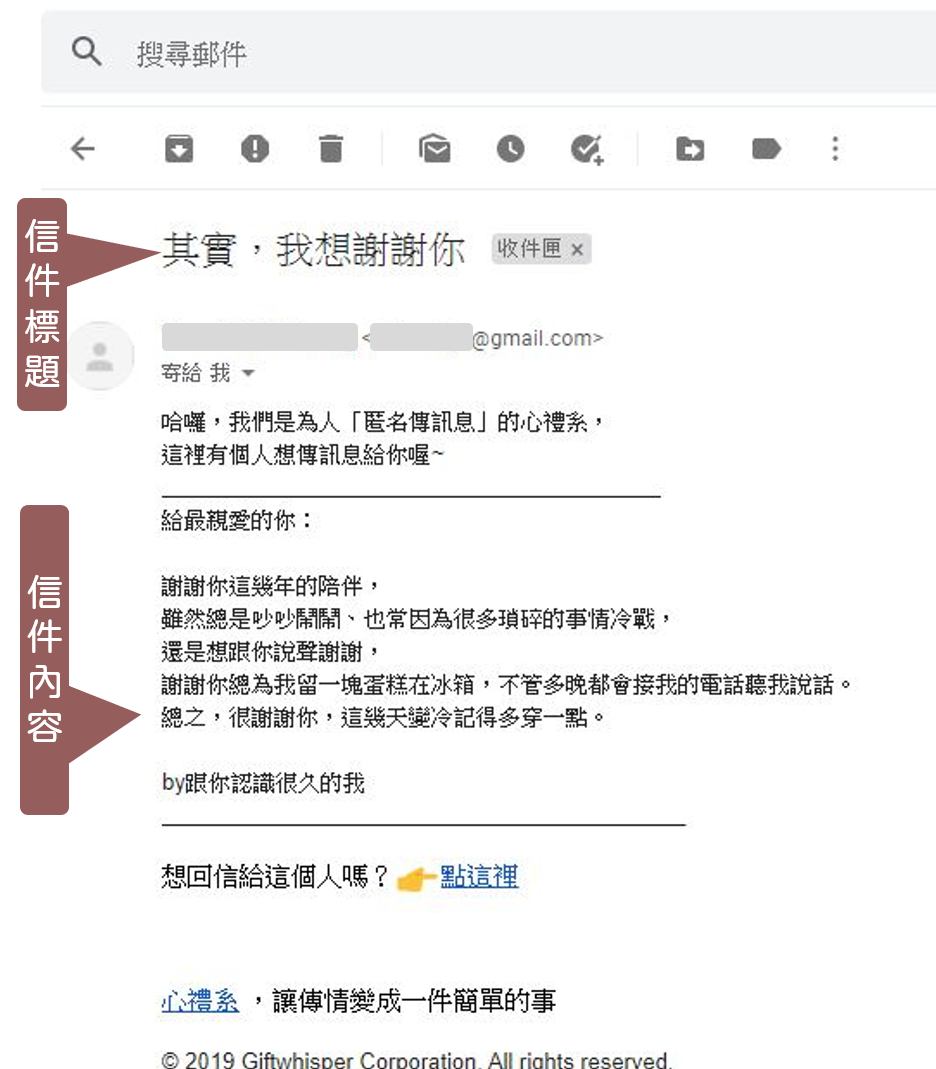 搜尋郵件
信件標題
其實，我想謝謝你 收件匣 ×
<@gmail.com>
寄給 我
哈囉，我們是為人「匿名傳訊息」的心禮系，
這裡有個人想傳訊息給你喔~
信件內容
給最親愛的你：
謝謝你這幾年的陪伴，
雖然總是吵吵鬧鬧、也常因為很多瑣碎的事情冷戰，
還是想跟你說聲謝謝，
謝謝你總為我留一塊蛋糕在冰箱，不管多晚都會接我的電話聽我說話。
總之，很謝謝你，這幾天變冷記得多穿一點。
by跟你認識很久的我
想回信給這個人嗎？👉點這裡
心禮系 ，讓傳情變成一件簡單的事
© 2019 Giftwhisper Corporation. All rights reserved.